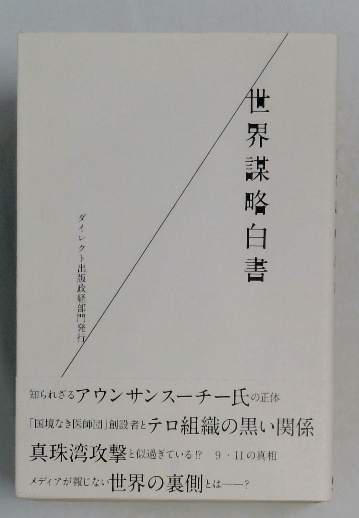 世界謀略白書
ダイレクト出版政経部門発行
知られざるアウンサンスーチー氏の正体
「国境なき医師団」創設者とテロ組織の黒い関係
真珠湾攻撃と似過ぎている!? 9・11の真相
メディアが報じない世界の裏側とは——?